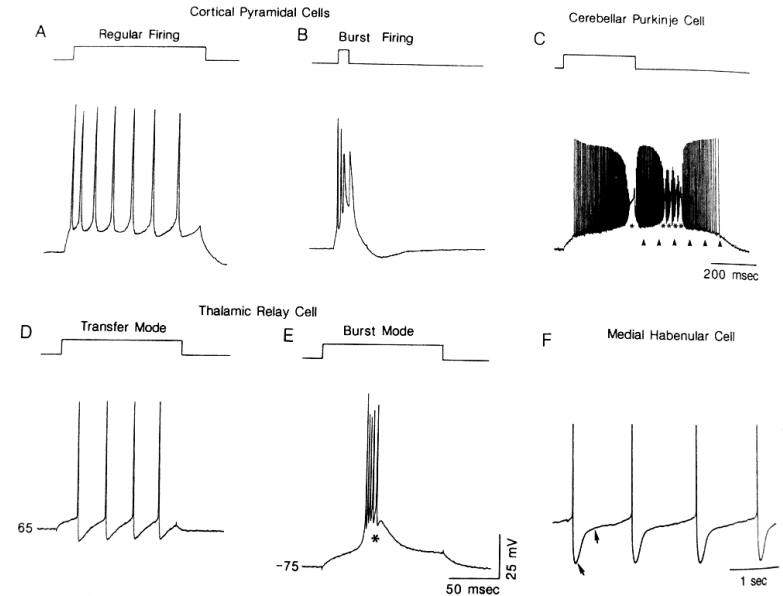 Cortical Pyramidal Cells
Cerebellar Purkinje Cell
A
Regular Firing
B
Burst Firing
C
* ****
200 msec
Thalamic Relay Cell
D
Transfer Mode
E
Burst Mode
F
Medial Habenular Cell
65
*
-75
25 mV
50 msec
1 sec